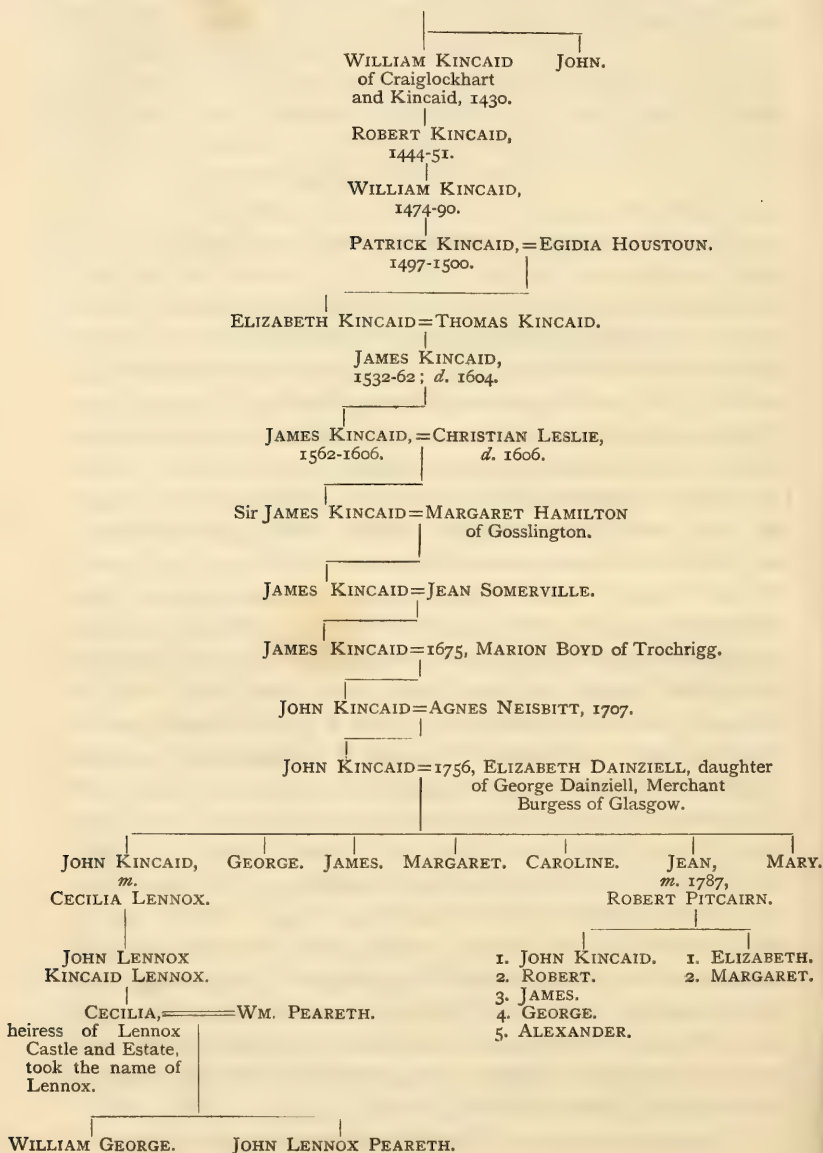 WILLIAM KINCAID JOHN.
of Craiglockhart
and Kincaid, 1430.
ROBERT KINCAID,
1444-51.
WILLIAM KINCAID,
1474-90.
PATRICK KINCAID, = EGIDIA HOUSTOUN.
1497-1500.
ELIZABETH KINCAID = THOMAS KINCAID.
JAMES KINCAID,
1532-62; d. 1604.
JAMES KINCAID, = CHRISTIAN LESLIE,
1562-1606. d. 1606.
Sir JAMES KINCAID = MARGARET HAMILTON
of Gosslington.
JAMES KINCAID = JEAN SOMERVILLE.
JAMES KINCAID = 1675, MARION BOYD of Trochrigg.
JOHN KINCAID = AGNES NEISBITT, 1707.
JOHN KINCAID = 1756, ELIZABETH DAINZIELL, daughter
of George Dainziell, Merchant
Burgess of Glasgow.
JOHN KINCAID, GEORGE. JAMES. MARGARET. CAROLINE. JEAN, MARY.
m. m. 1787,
CECILIA LENNOX. ROBERT PITCAIRN.
JOHN LENNOX 1. JOHN KINCAID. 1. ELIZABETH.
KINCAID LENNOX. 2. ROBERT. 2. MARGARET.
3. JAMES.
CECILIA, = WM. PEARETH. 4. GEORGE.
heiress of Lennox 5. ALEXANDER.
Castle and Estate,
took the name of
Lennox.
WILLIAM GEORGE. JOHN LENNOX PEARETH.